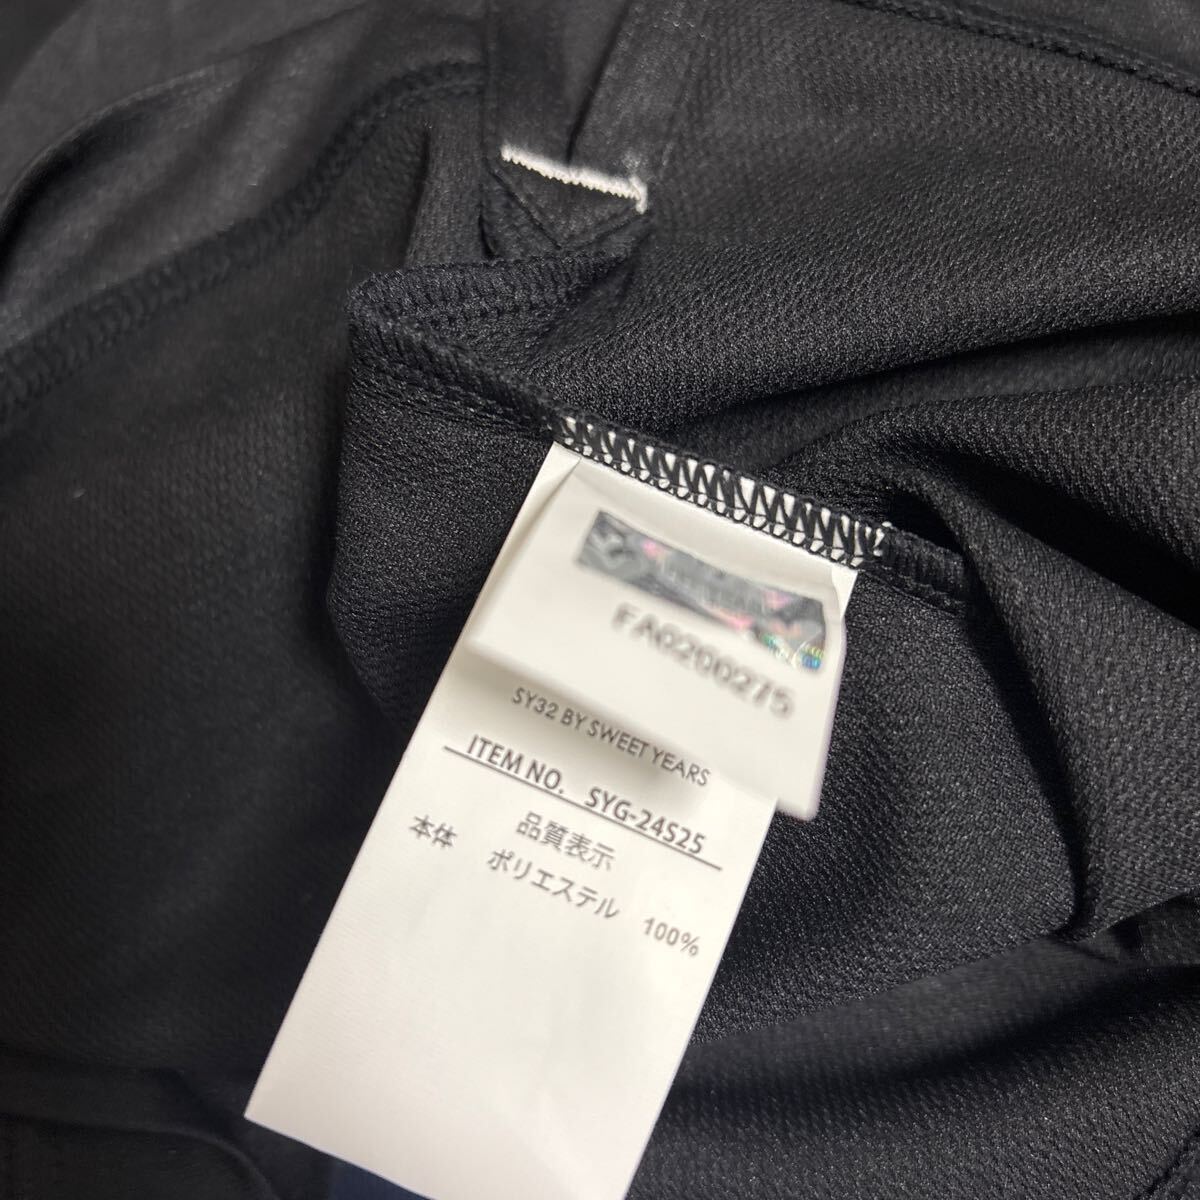 FA0200275
SY32 BY SWEET YEARS
ITEM NO. SYG-24S25
品質表示
本体 ポリエステル 100%